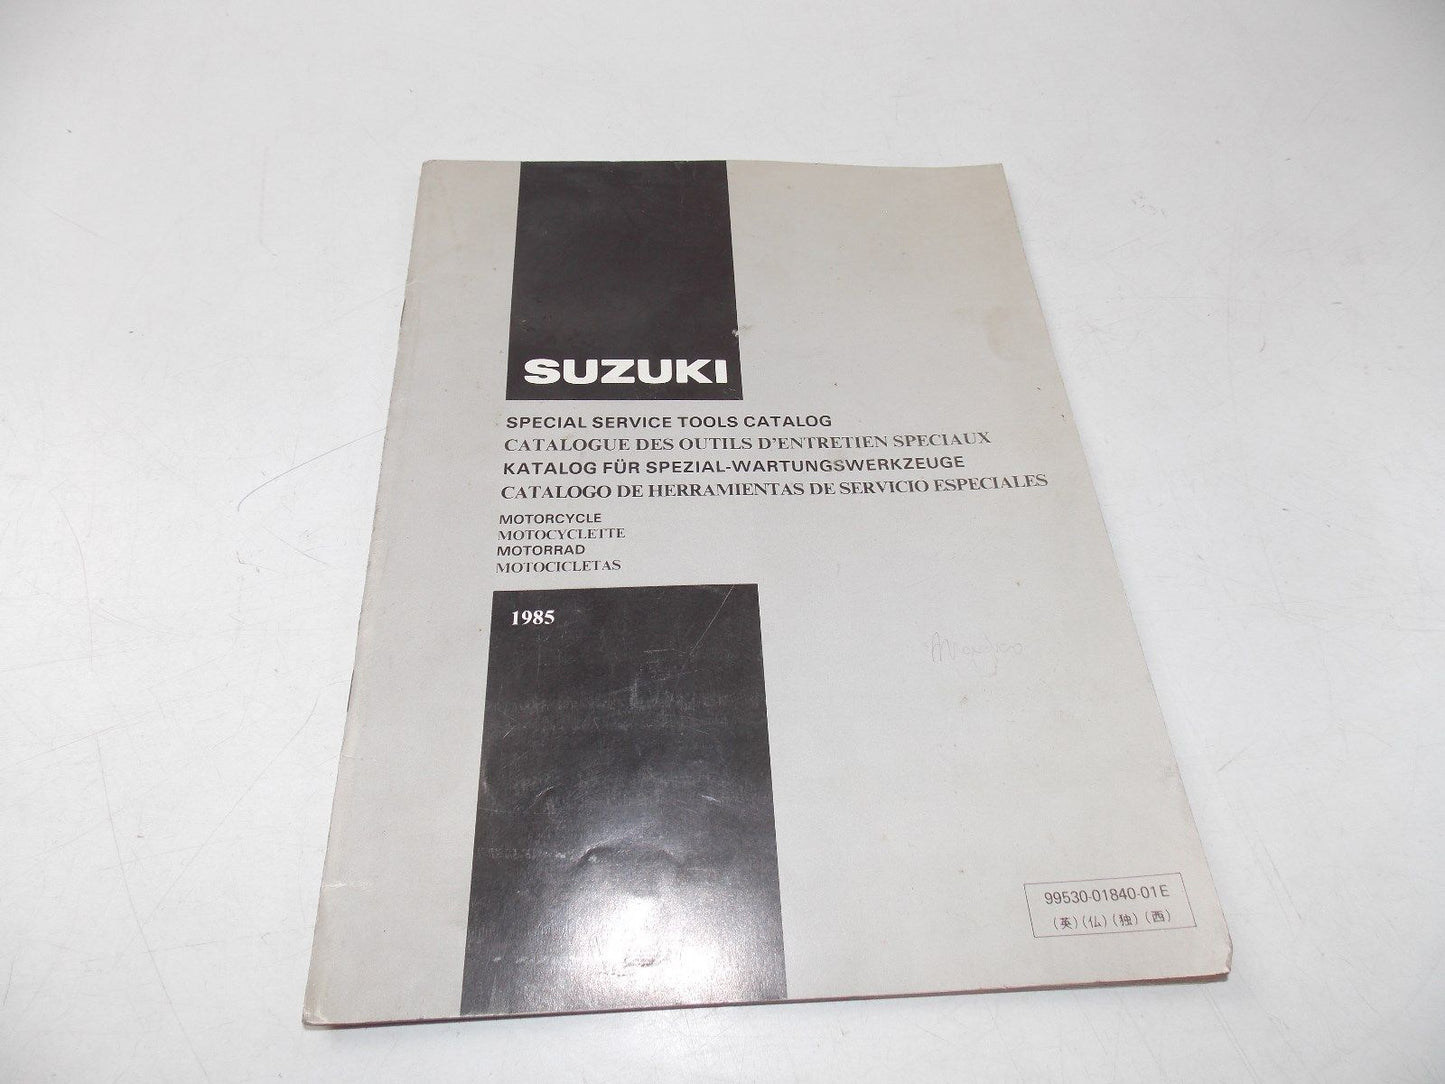 SUZUKI
SPECIAL SERVICE TOOLS CATALOG
CATALOGUE DES OUTILS D'ENTRETIEN SPECIAUX
KATALOG FÜR SPEZIAL-WARTUNGSWERKZEUGE
CATALOGO DE HERRAMIENTAS DE SERVICIO ESPECIALES
MOTORCYCLE
MOTOCYCLETTE
MOTORRAD
MOTOCICLETAS
1985
99530-01840-01E
(英)(仏)(独)(西)